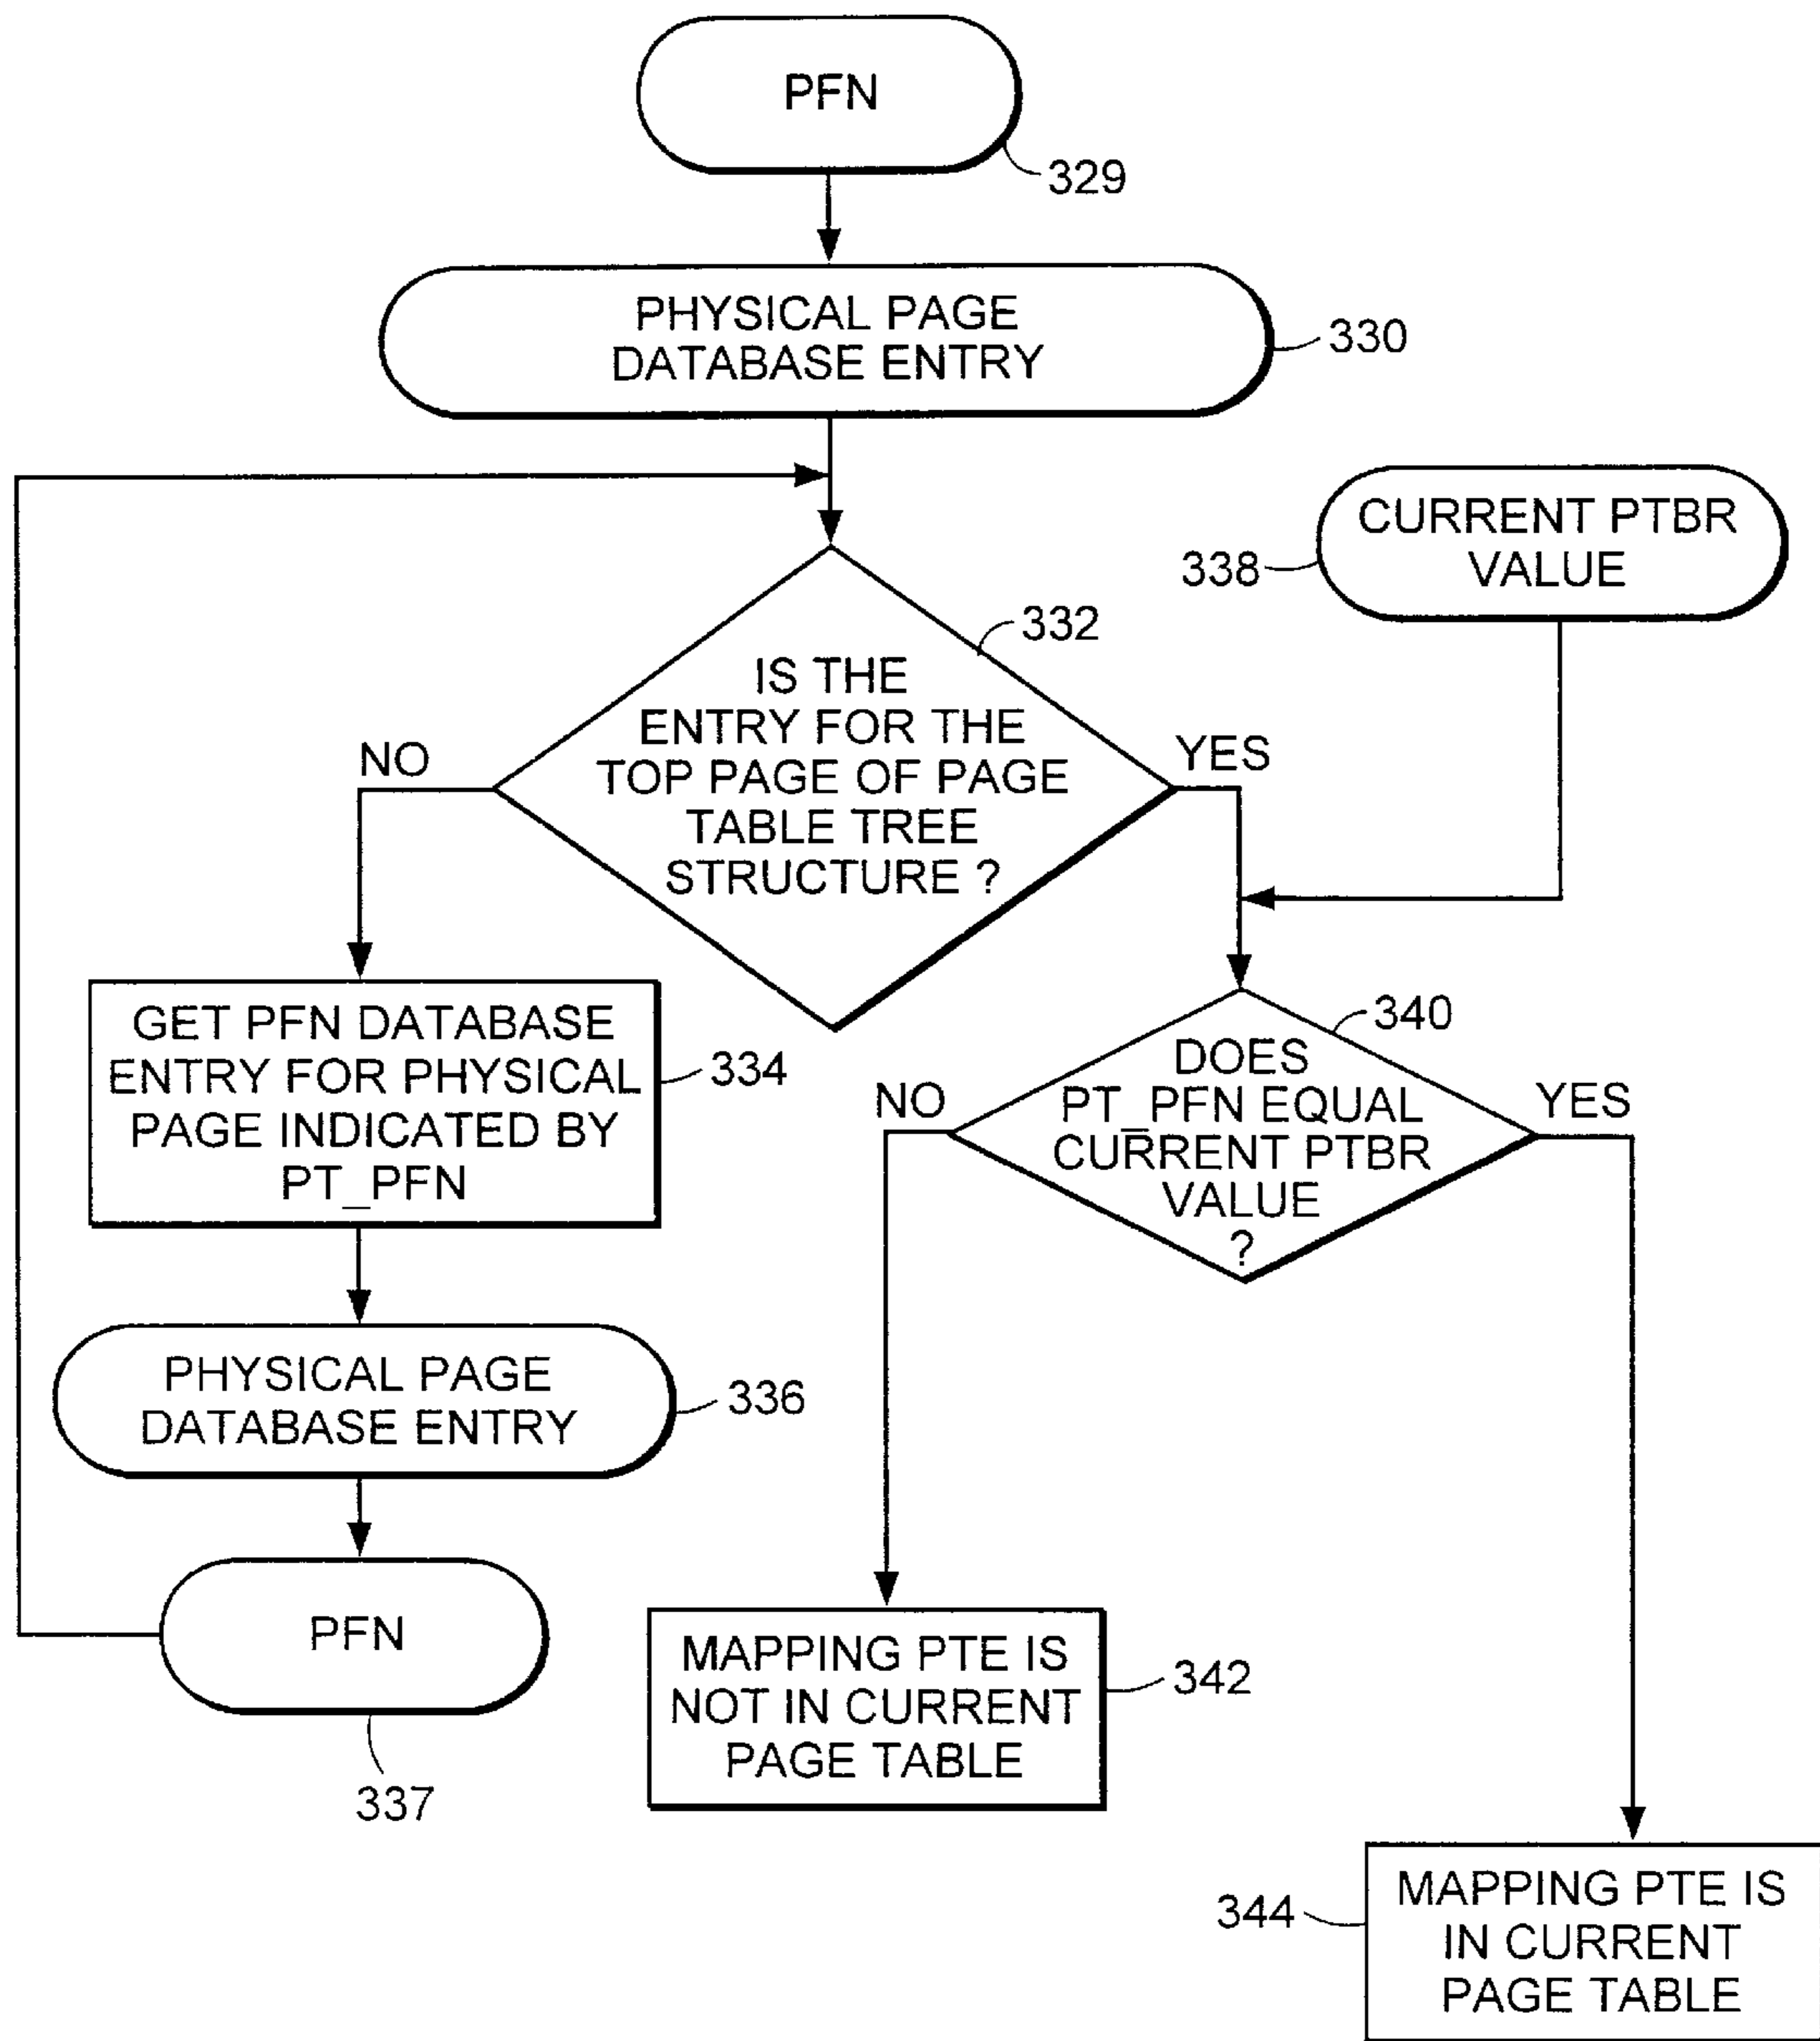 PFN
329
PHYSICAL PAGE
DATABASE ENTRY
330
CURRENT PTBR
VALUE
338
332
IS THE
ENTRY FOR THE
TOP PAGE OF PAGE
TABLE TREE
STRUCTURE ?
NO
YES
GET PFN DATABASE
ENTRY FOR PHYSICAL
PAGE INDICATED BY
PT_PFN
334
340
DOES
PT_PFN EQUAL
CURRENT PTBR
VALUE
?
NO
YES
PHYSICAL PAGE
DATABASE ENTRY
336
PFN
337
MAPPING PTE IS
NOT IN CURRENT
PAGE TABLE
342
344
MAPPING PTE IS
IN CURRENT
PAGE TABLE